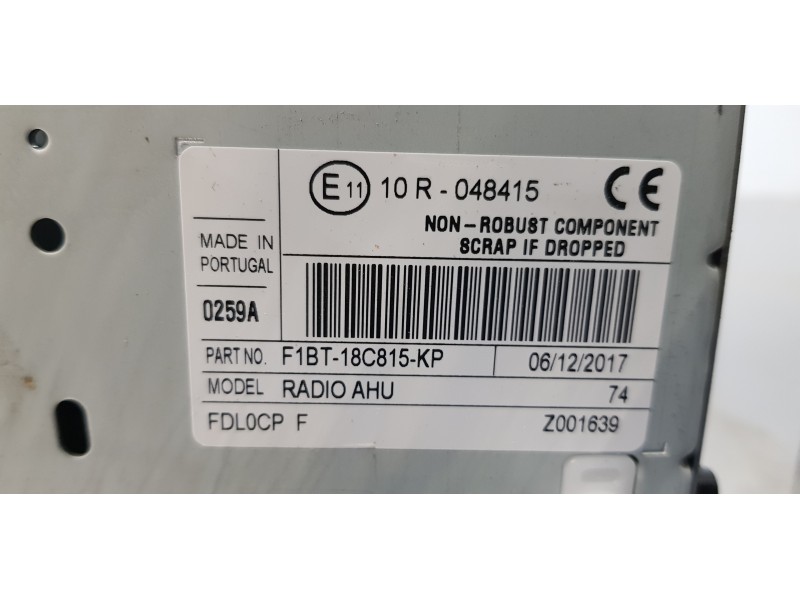 E 11 10 R - 048415 CE
NON-ROBUST COMPONENT
SCRAP IF DROPPED
MADE IN
PORTUGAL
0259A
PART NO. F1BT-18C815-KP 06/12/2017
MODEL RADIO AHU 74
FDL0CP F Z001639